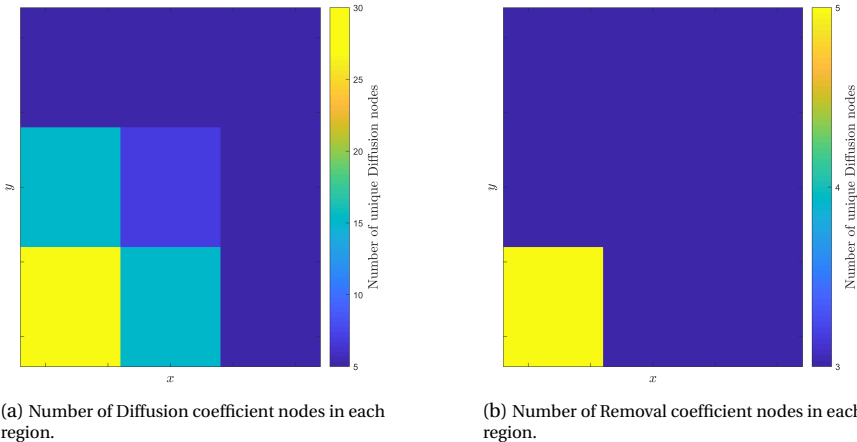 30
25
20
15
10
5
Number of unique Diffusion nodes
y
x
(a) Number of Diffusion coefficient nodes in each
region.
5
4
3
Number of unique Diffusion nodes
y
x
(b) Number of Removal coefficient nodes in each
region.